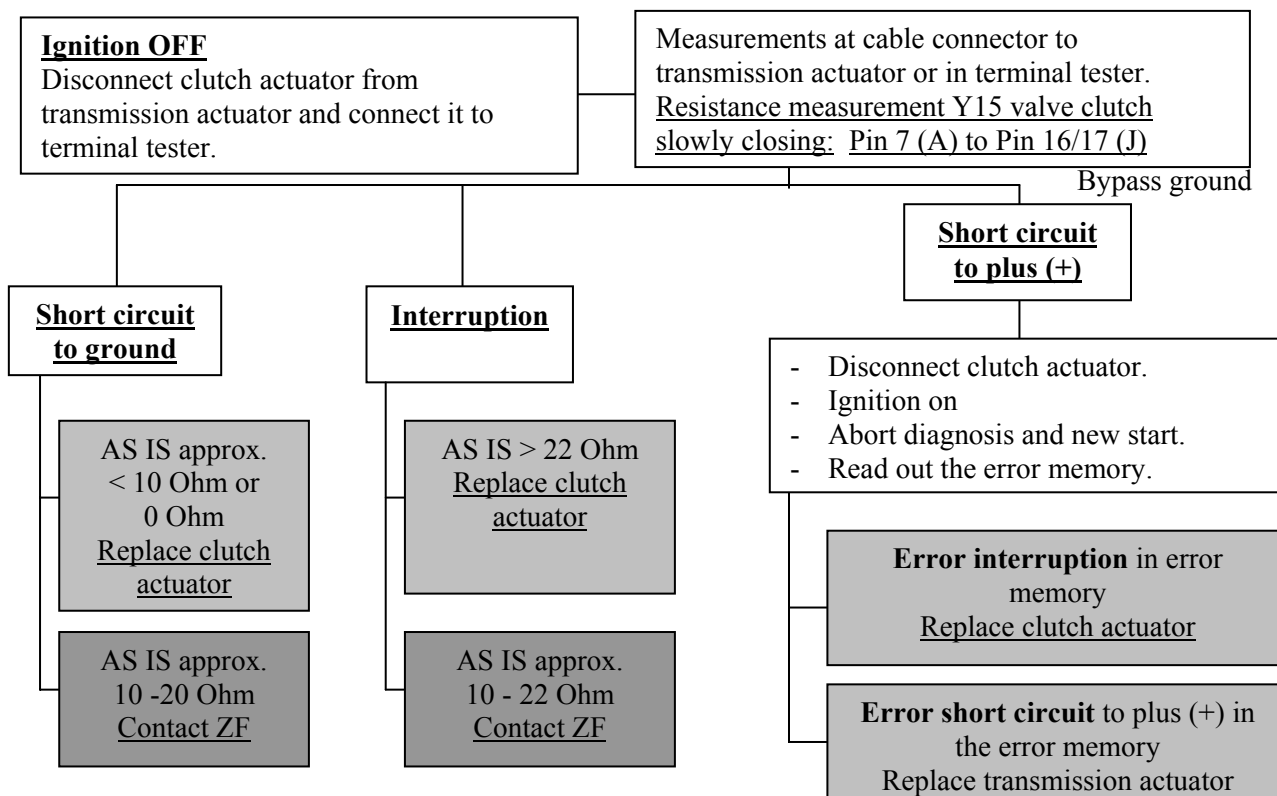 Ignition OFF
Disconnect clutch actuator from
transmission actuator and connect it to
terminal tester.
Measurements at cable connector to
transmission actuator or in terminal tester.
Resistance measurement Y15 valve clutch
slowly closing: Pin 7 (A) to Pin 16/17 (J)
Bypass ground
Short circuit
to ground
Interruption
Short circuit
to plus (+)
AS IS approx.
< 10 Ohm or
0 Ohm
Replace clutch
actuator
AS IS approx.
10 -20 Ohm
Contact ZF
AS IS > 22 Ohm
Replace clutch
actuator
AS IS approx.
10 - 22 Ohm
Contact ZF
- Disconnect clutch actuator.
- Ignition on
- Abort diagnosis and new start.
- Read out the error memory.
Error interruption in error
memory
Replace clutch actuator
Error short circuit to plus (+) in
the error memory
Replace transmission actuator